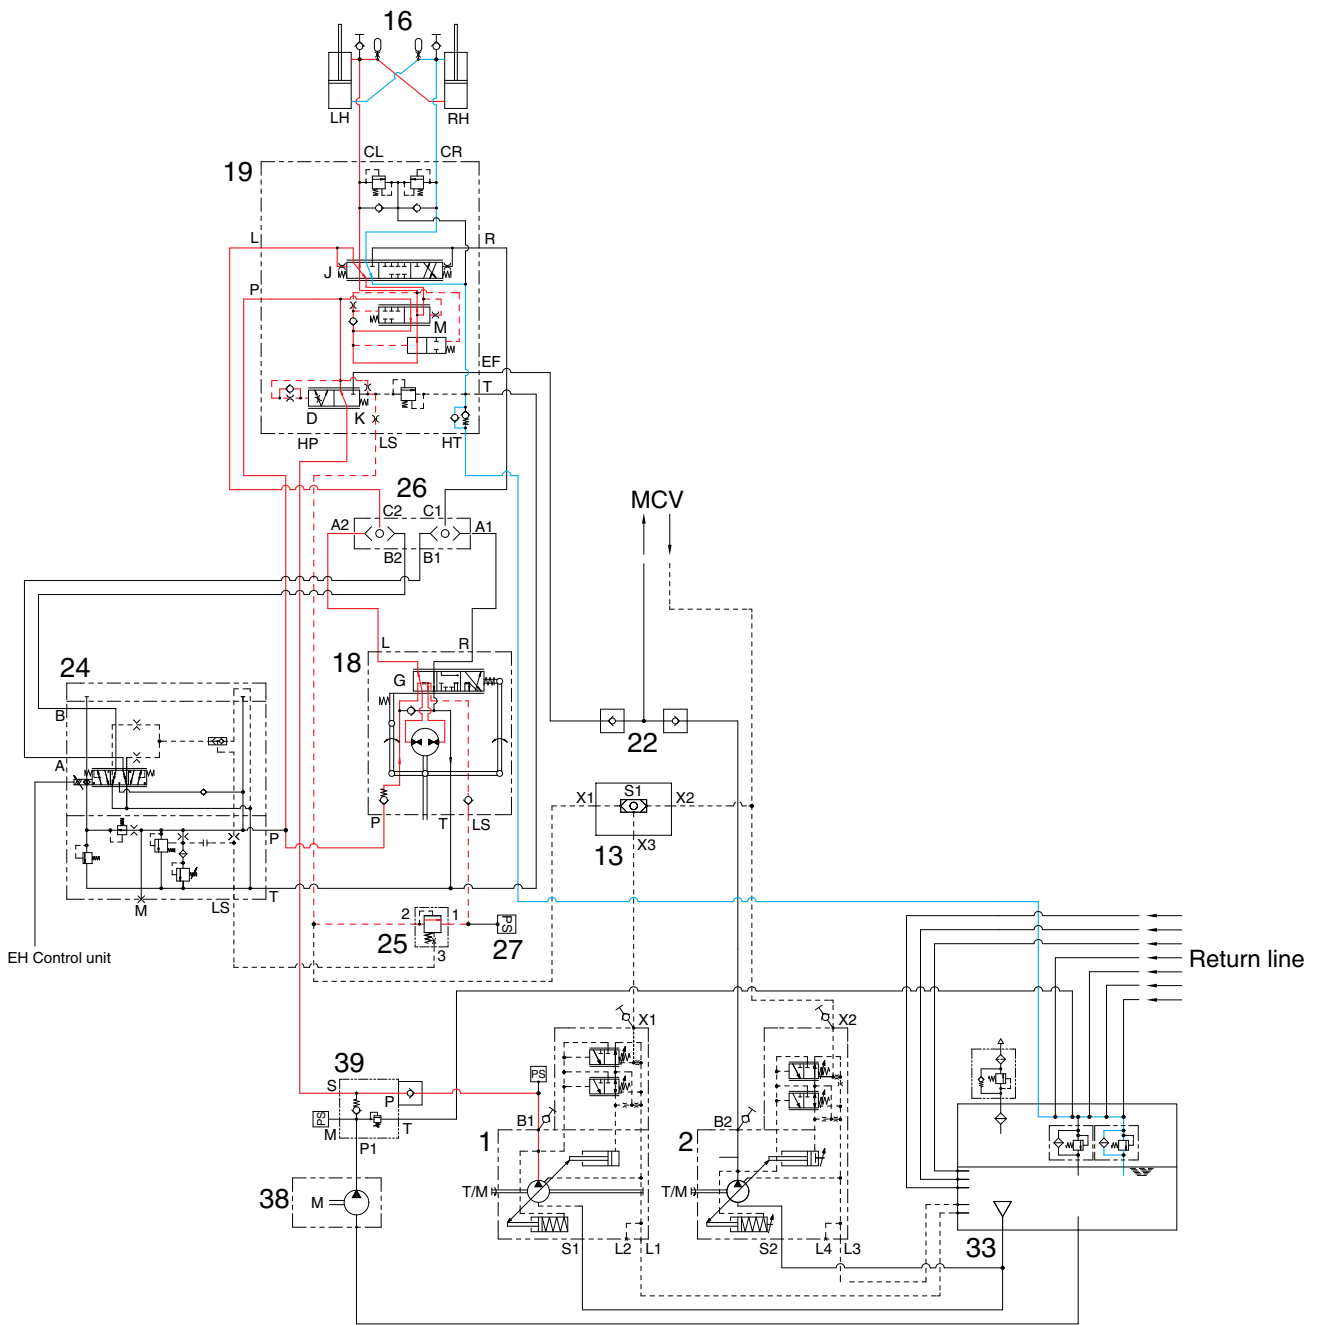 16
LH
RH
CL
CR
19
L
R
J
P
M
EF
T
D
K
HP
LS
HT
26
MCV
C2
C1
A2
A1
B2
B1
L
R
18
24
G
B
22
A
S1
X1
X2
P
P
T
LS
X3
13
T
M
LS
2
1
PS
25
27
3
EH Control unit
Return line
X1
X2
39
PS
S
P
B1
B2
PS
M
T
P1
1
2
38
M
T/M
T/M
S1
L2
L1
S2
L4
L3
33